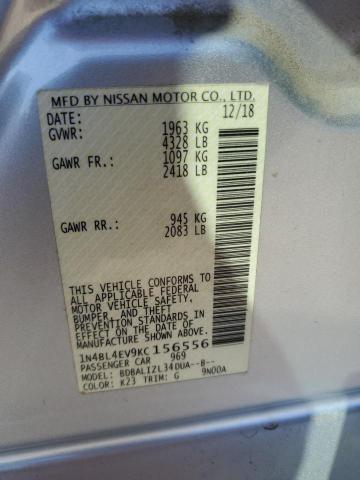 MFD BY NISSAN MOTOR CO., LTD.
DATE: 12/18
GVWR: 1963 KG
4328 LB
GAWR FR.: 1097 KG
2418 LB
GAWR RR.: 945 KG
2083 LB
THIS VEHICLE CONFORMS TO
ALL APPLICABLE FEDERAL
MOTOR VEHICLE SAFETY,
BUMPER, AND THEFT
PREVENTION STANDARDS IN
EFFECT ON THE DATE OF
MANUFACTURE SHOWN ABOVE.
1N4BL4EV9KC156556
PASSENGER CAR 969
MODEL: BDBALIZL34OUA--B--
COLOR: K23 TRIM: G 9NOOA